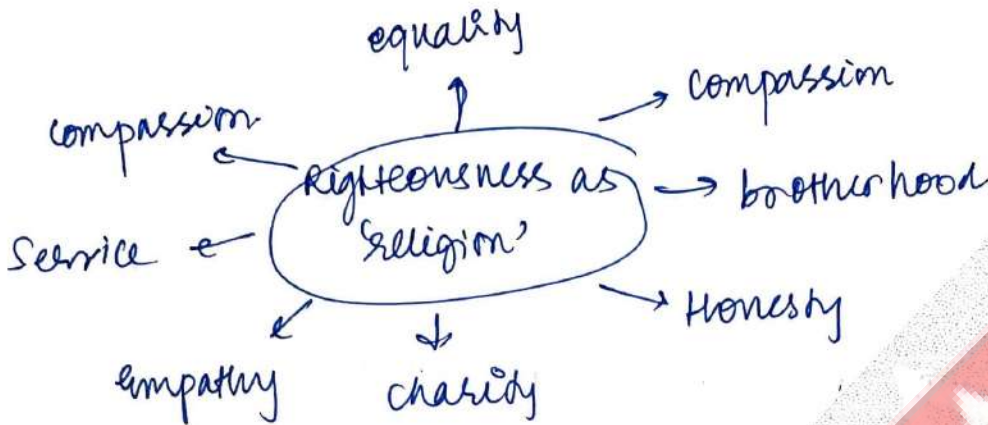 equality
compassion
compassion
Righteousness as
'religion'
brotherhood
Service
Honesty
empathy
charity